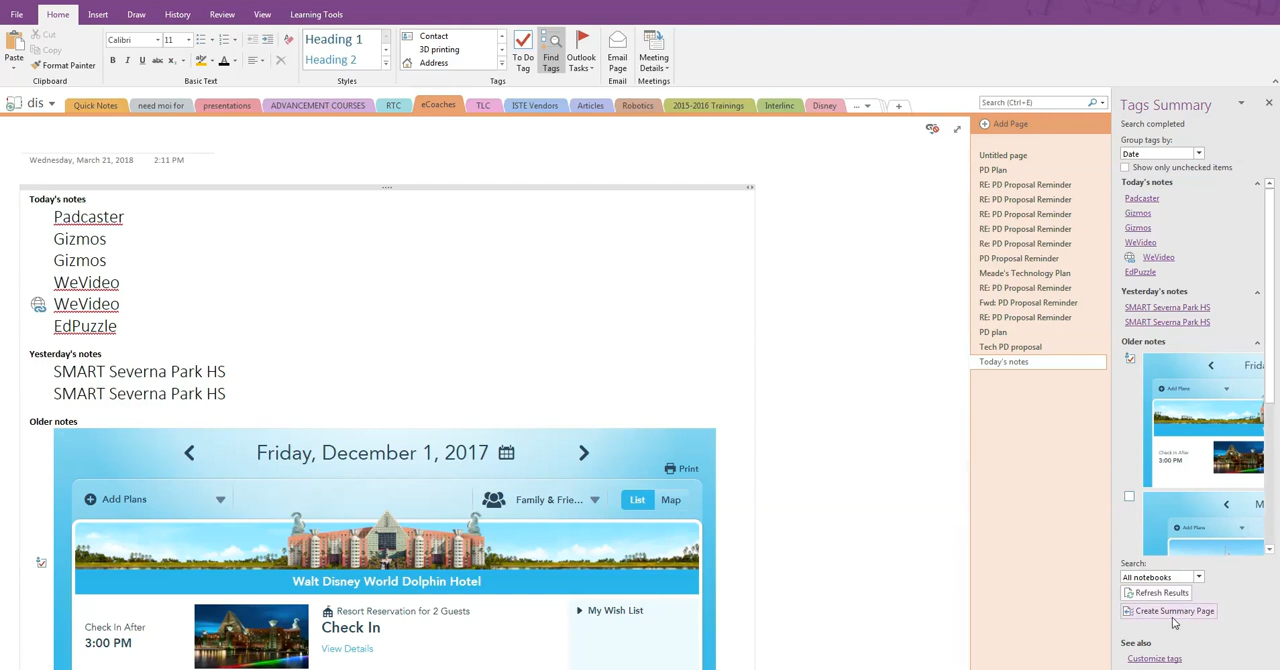 File Home Insert Draw History Review View Learning Tools
Paste
Cut
Copy
Format Painter
Clipboard
Calibri 11
B I U abc
Basic Text
Heading 1
Heading 2
Styles
Contact
3D printing
Address
To Do Tag
Find Tags
Tags
Outlook Tasks
Email Page
Email
Meeting Details
Meetings
dis
Quick Notes need moi for presentations ADVANCEMENT COURSES RTC eCoaches TLC ISTE Vendors Articles Robotics 2015-2016 Trainings Interlinc Disney ...
Search (Ctrl+E)
Wednesday, March 21, 2018 2:11 PM
Today's notes
Padcaster
Gizmos
Gizmos
WeVideo
WeVideo
EdPuzzle
Yesterday's notes
SMART Severna Park HS
SMART Severna Park HS
Older notes
Friday, December 1, 2017
Print
Add Plans
Family & Frie...
List
Map
Walt Disney World Dolphin Hotel
Check In After
3:00 PM
Resort Reservation for 2 Guests
Check In
View Details
My Wish List
Add Page
Untitled page
PD Plan
RE: PD Proposal Reminder
RE: PD Proposal Reminder
RE: PD Proposal Reminder
RE: PD Proposal Reminder
Re: PD Proposal Reminder
PD Proposal Reminder
Meade's Technology Plan
RE: PD Proposal Reminder
Fwd: PD Proposal Reminder
RE: PD Proposal Reminder
PD plan
Tech PD proposal
Today's notes
Tags Summary
Search completed
Group tags by:
Date
Show only unchecked items
Today's notes
Padcaster
Gizmos
Gizmos
WeVideo
WeVideo
EdPuzzle
Yesterday's notes
SMART Severna Park HS
SMART Severna Park HS
Older notes
Frid
Add Plans
Check In After
3:00 PM
M
Add Plans
Search:
All notebooks
Refresh Results
Create Summary Page
See also
Customize tags